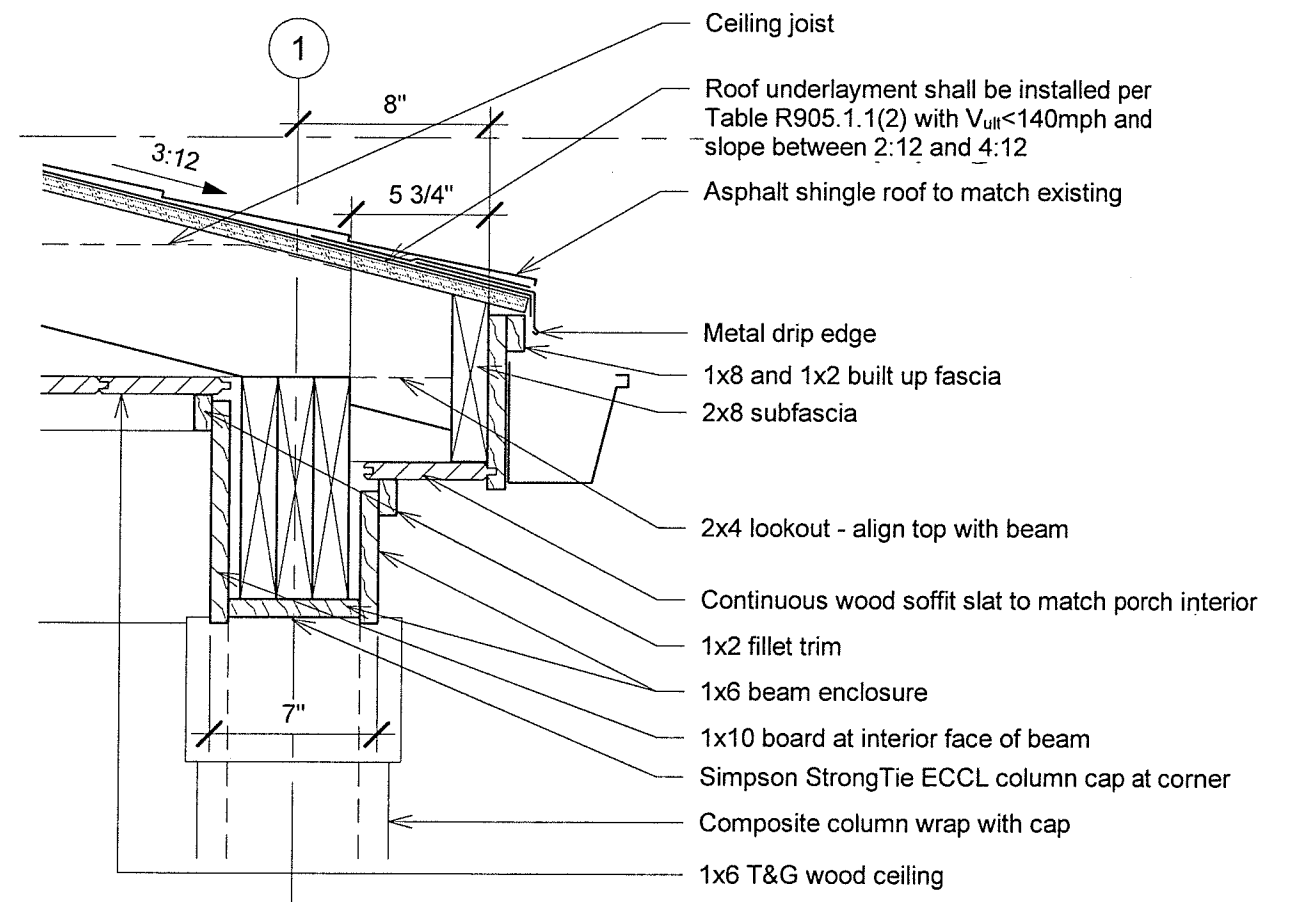 Ceiling joist
1
8"
Roof underlayment shall be installed per
Table R905.1.1(2) with Vult<140mph and
slope between 2:12 and 4:12
3:12
5 3/4"
Asphalt shingle roof to match existing
Metal drip edge
1x8 and 1x2 built up fascia
2x8 subfascia
2x4 lookout - align top with beam
Continuous wood soffit slat to match porch interior
1x2 fillet trim
1x6 beam enclosure
7"
1x10 board at interior face of beam
Simpson StrongTie ECCL column cap at corner
Composite column wrap with cap
1x6 T&G wood ceiling